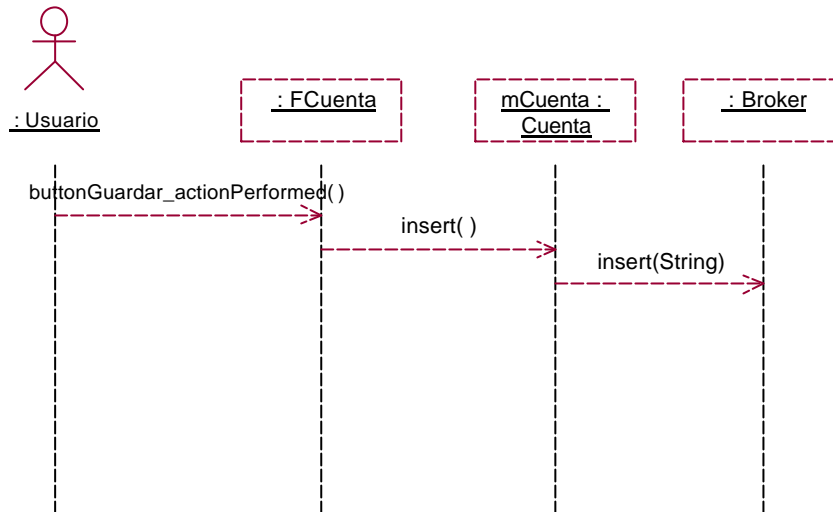 : Usuario
: FCuenta
mCuenta :
Cuenta
: Broker
buttonGuardar_actionPerformed( )
insert( )
insert(String)